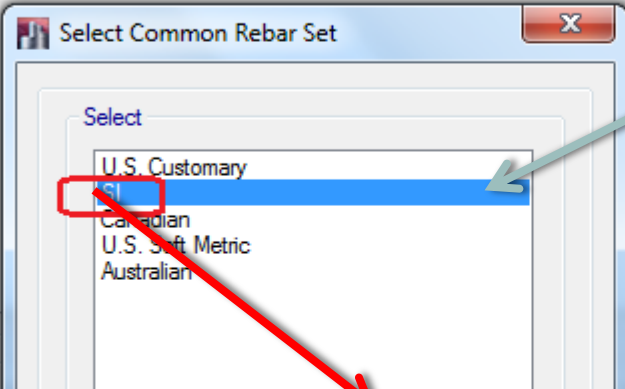 Select Common Rebar Set
Select
U.S. Customary
SI
Canadian
U.S. Soft Metric
Australian